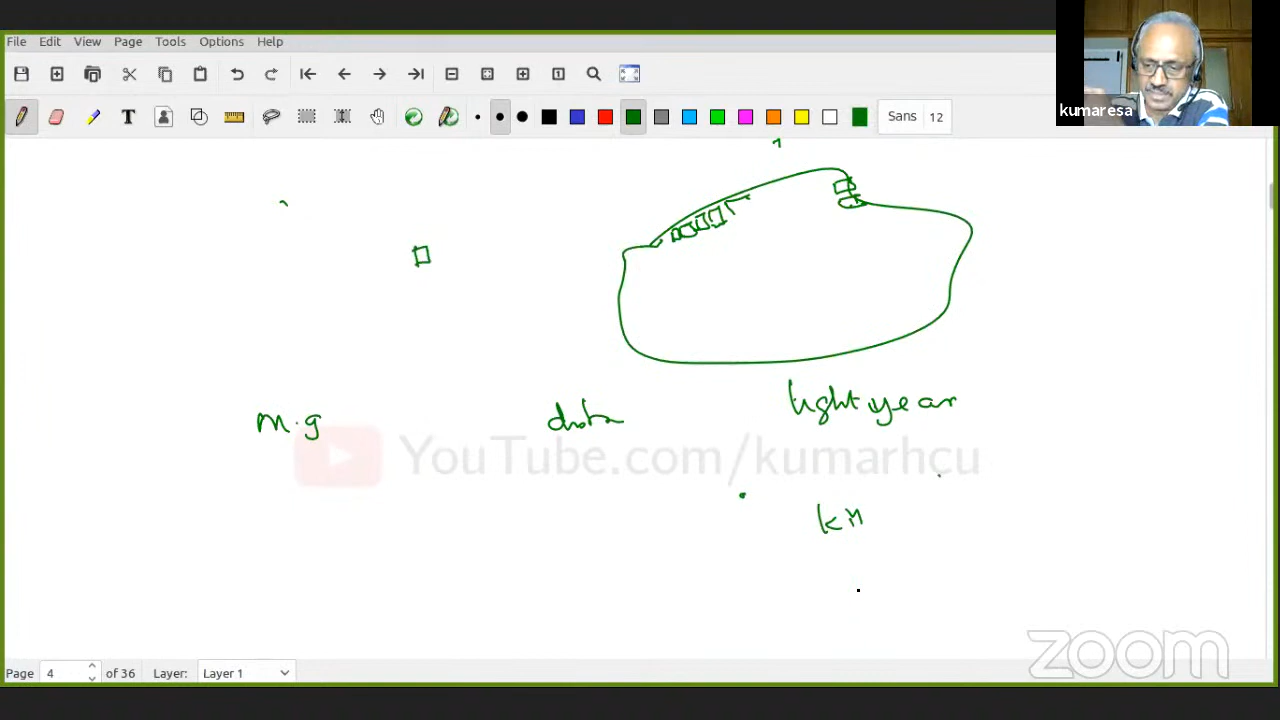 File Edit View Page Tools Options Help
kumaresa
Sans 12
light year
m.g data
YouTube.com/kumarhcu
km
zoom
Page 4 of 36 Layer: Layer 1